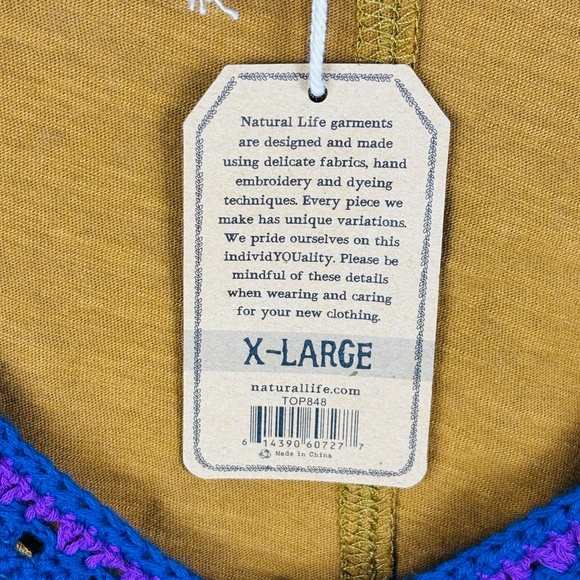 Natural Life garments
are designed and made
using delicate fabrics, hand
embroidery and dyeing
techniques. Every piece we
make has unique variations.
We pride ourselves on this
individYOUality. Please be
mindful of these details
when wearing and caring
for your new clothing.
X-LARGE
naturallife.com
TOP848
6 14390 60727 7
Made in China